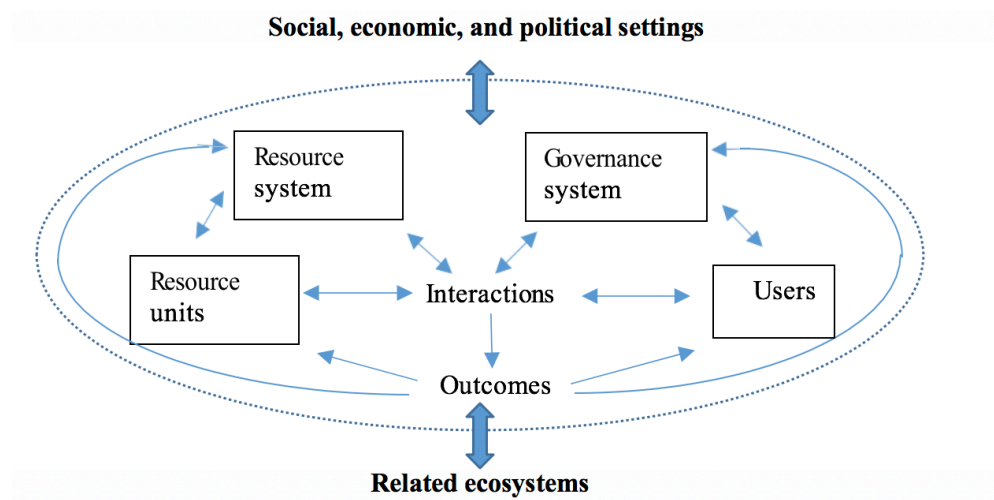 Social, economic, and political settings
Resource
system
Governance
system
Resource
units
Interactions
Users
Outcomes
Related ecosystems